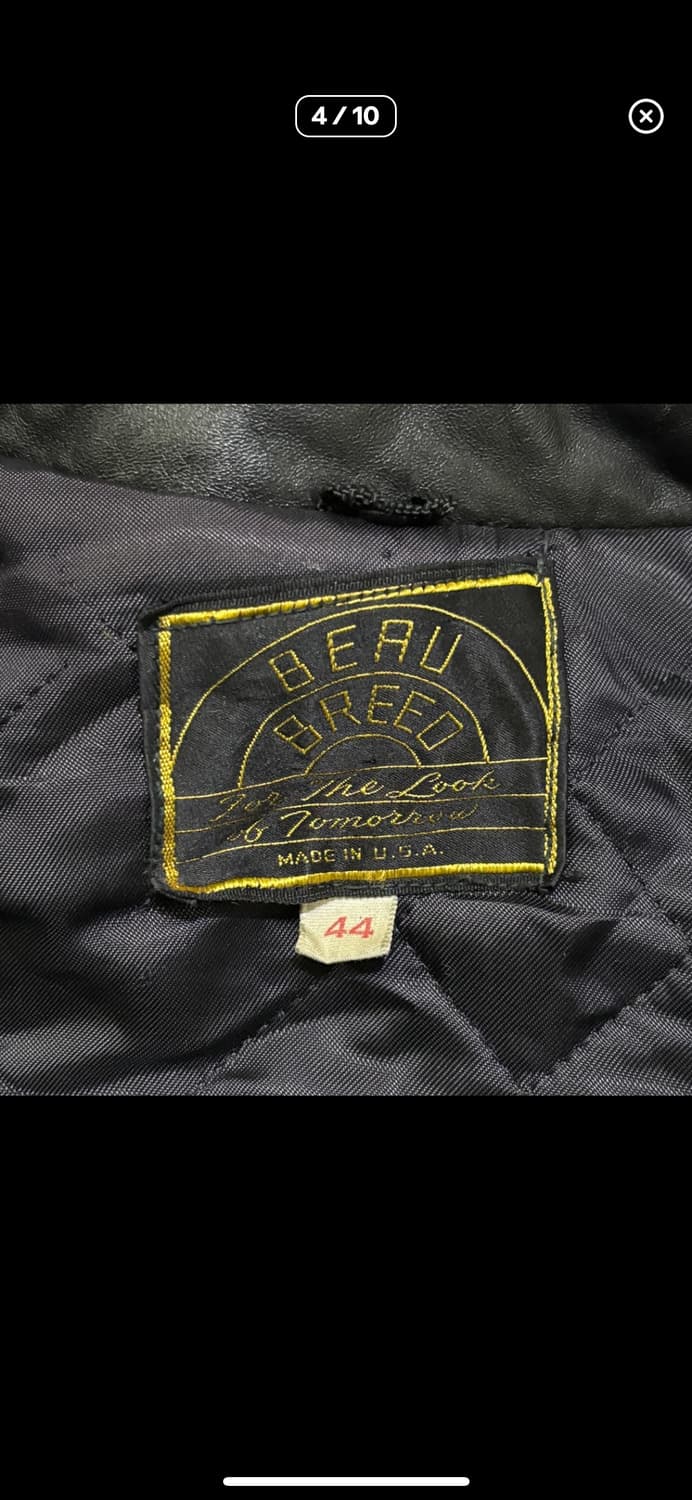 4 / 10
BEAU
BREED
For The Look
of Tomorrow
MADE IN U.S.A.
44